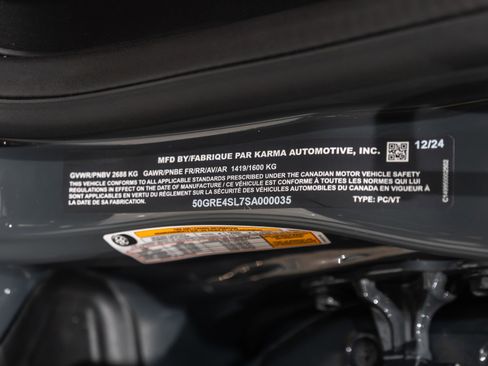 MFD BY/FABRIQUE PAR KARMA AUTOMOTIVE, INC.
12/24
GVWR/PNBV 2688 KG GAWR/PNBE FR/RR/AV/AR 1419/1600 KG
THIS VEHICLE CONFORMS TO ALL APPLICABLE STANDARDS PRESCRIBED UNDER THE CANADIAN MOTOR VEHICLE SAFETY
REGULATIONS IN EFFECT ON THE DATE OF MANUFACTURE / CE VEHICULE EST CONFORME A TOUTES LES NORMES QUI LUI
SONT APPLICABLES EN VERTU DU RÈGLEMENT SUR LA SÉCURITÉ DES VÉHICULES AUTOMOBILES DU CANADA EN VIGUEUR À
LA DATE DE SA FABRICATION.
50GRE4SL7SA000035
TYPE: PC/VT